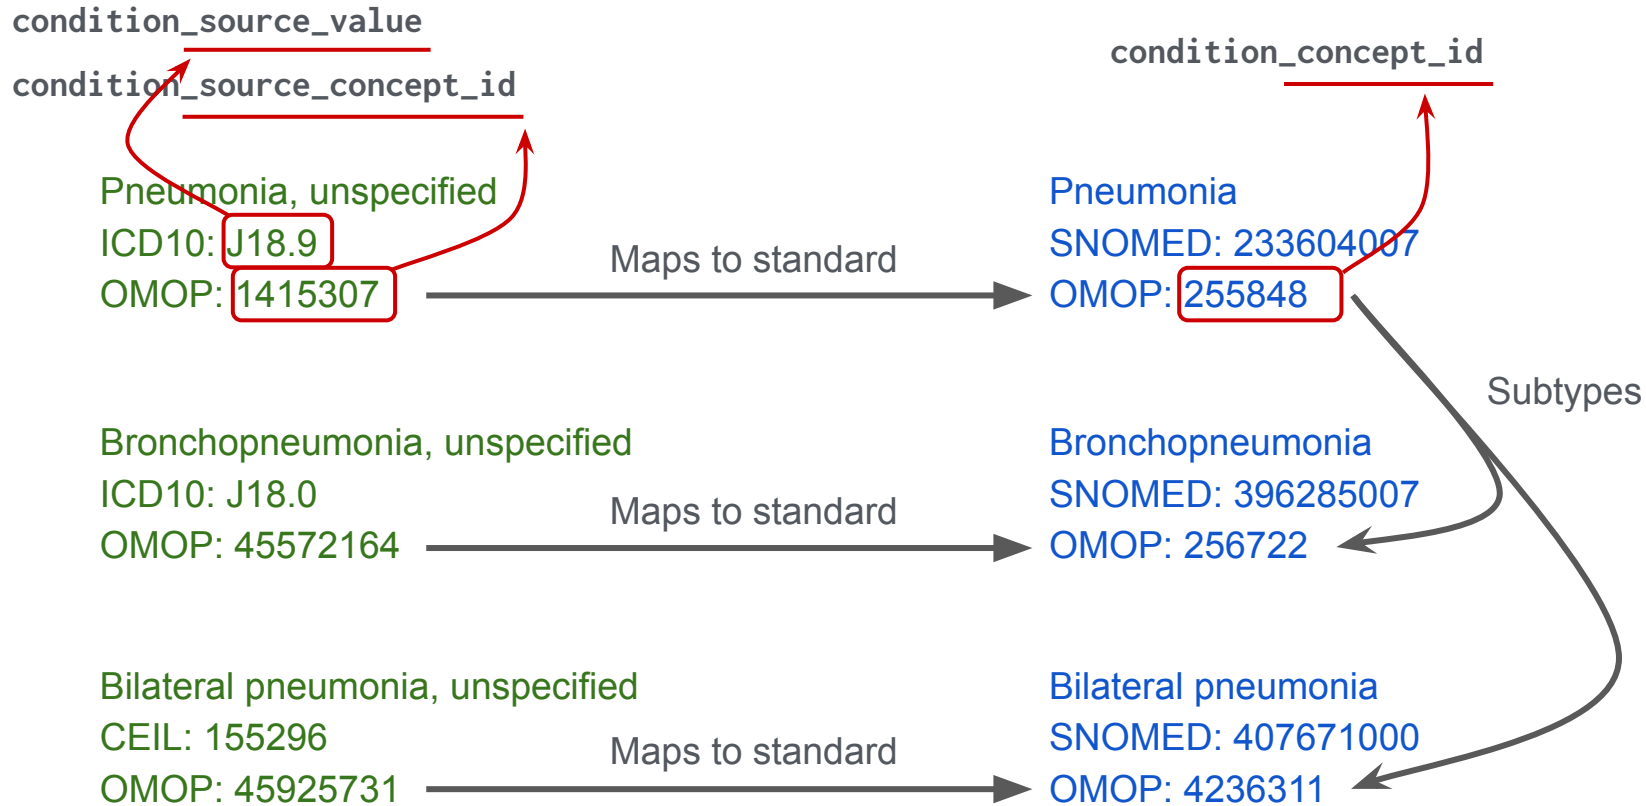 condition_source_value
condition_source_concept_id
condition_concept_id
Pneumonia, unspecified
ICD10: J18.9
OMOP: 1415307
Maps to standard
Pneumonia
SNOMED: 233604007
OMOP: 255848
Subtypes
Bronchopneumonia, unspecified
ICD10: J18.0
OMOP: 45572164
Maps to standard
Bronchopneumonia
SNOMED: 396285007
OMOP: 256722
Bilateral pneumonia, unspecified
CEIL: 155296
OMOP: 45925731
Maps to standard
Bilateral pneumonia
SNOMED: 407671000
OMOP: 4236311